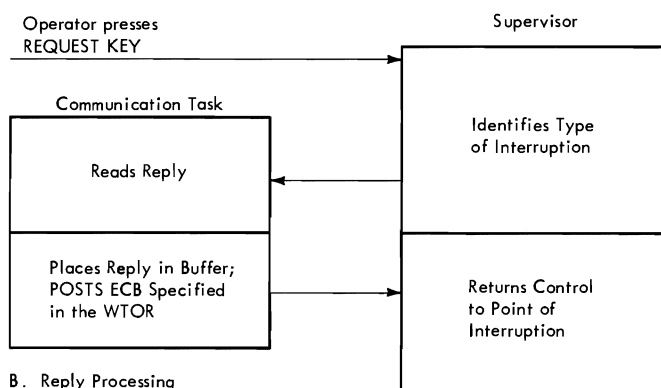 Operator presses
REQUEST KEY
Supervisor
Communication Task
Identifies Type
of Interruption
Reads Reply
Places Reply in Buffer;
POSTS ECB Specified
in the WTOR
Returns Control
to Point of
Interruption
B. Reply Processing